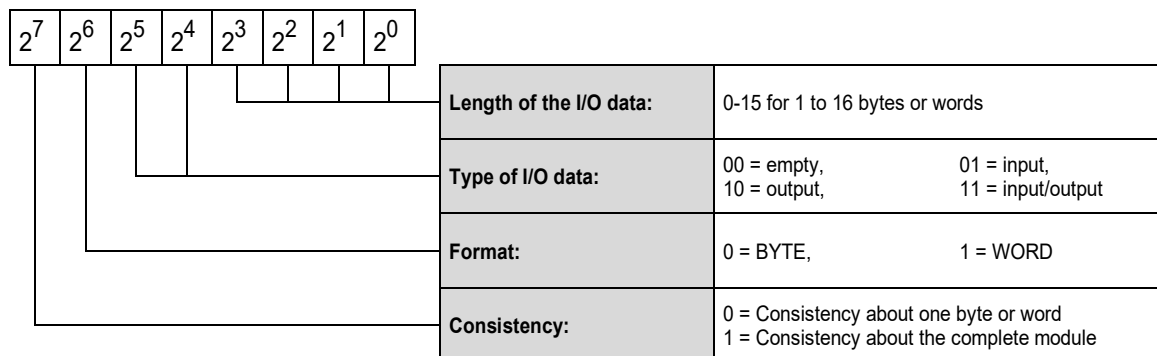 2^7 2^6 2^5 2^4 2^3 2^2 2^1 2^0
Length of the I/O data: 0-15 for 1 to 16 bytes or words
Type of I/O data: 00 = empty, 01 = input,
10 = output, 11 = input/output
Format: 0 = BYTE, 1 = WORD
Consistency: 0 = Consistency about one byte or word
1 = Consistency about the complete module